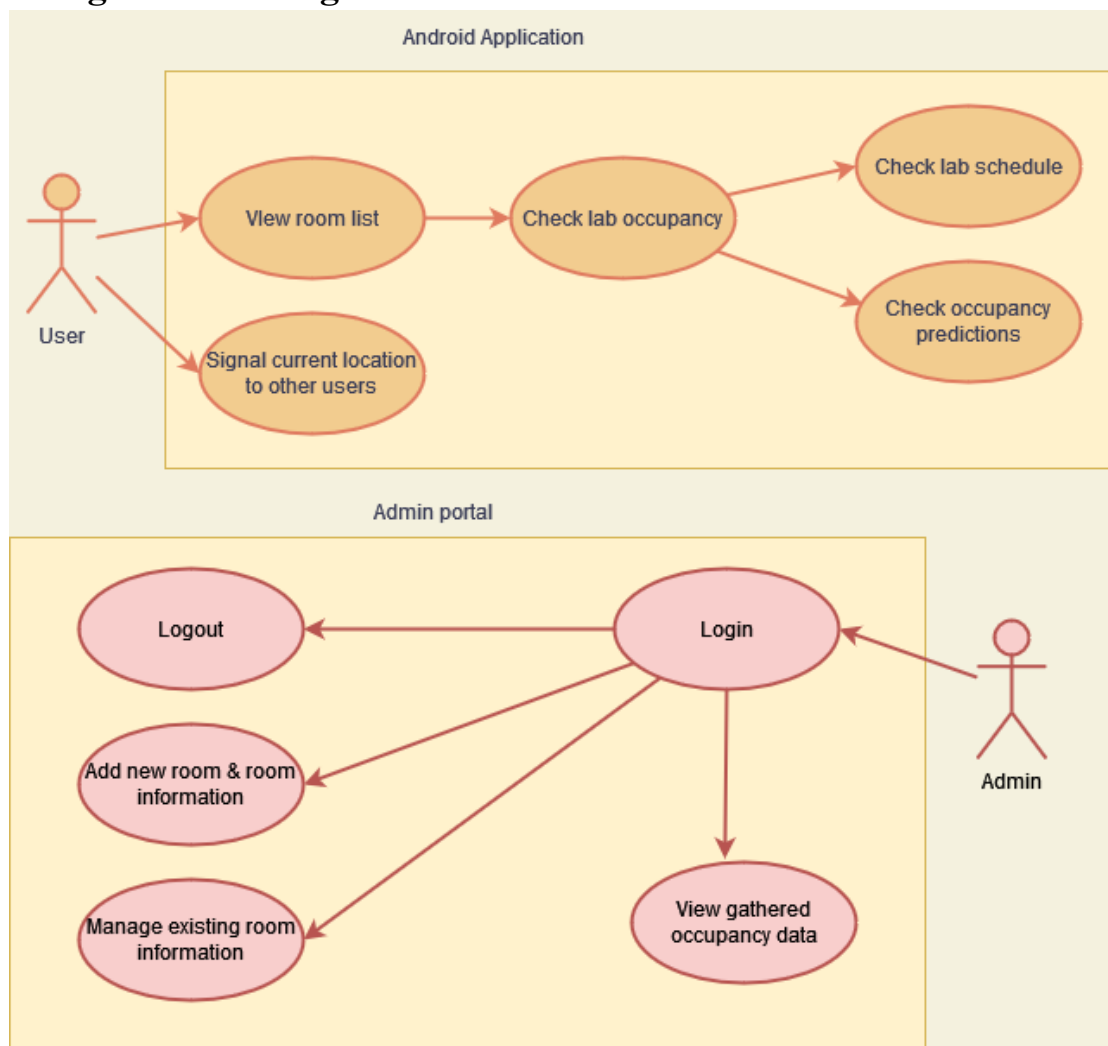 Android Application
Check lab schedule
VIew room list
Check lab occupancy
Check occupancy
predictions
User
Signal current location
to other users
Admin portal
Logout
Login
Add new room & room
information
Admin
Manage existing room
information
View gathered
occupancy data